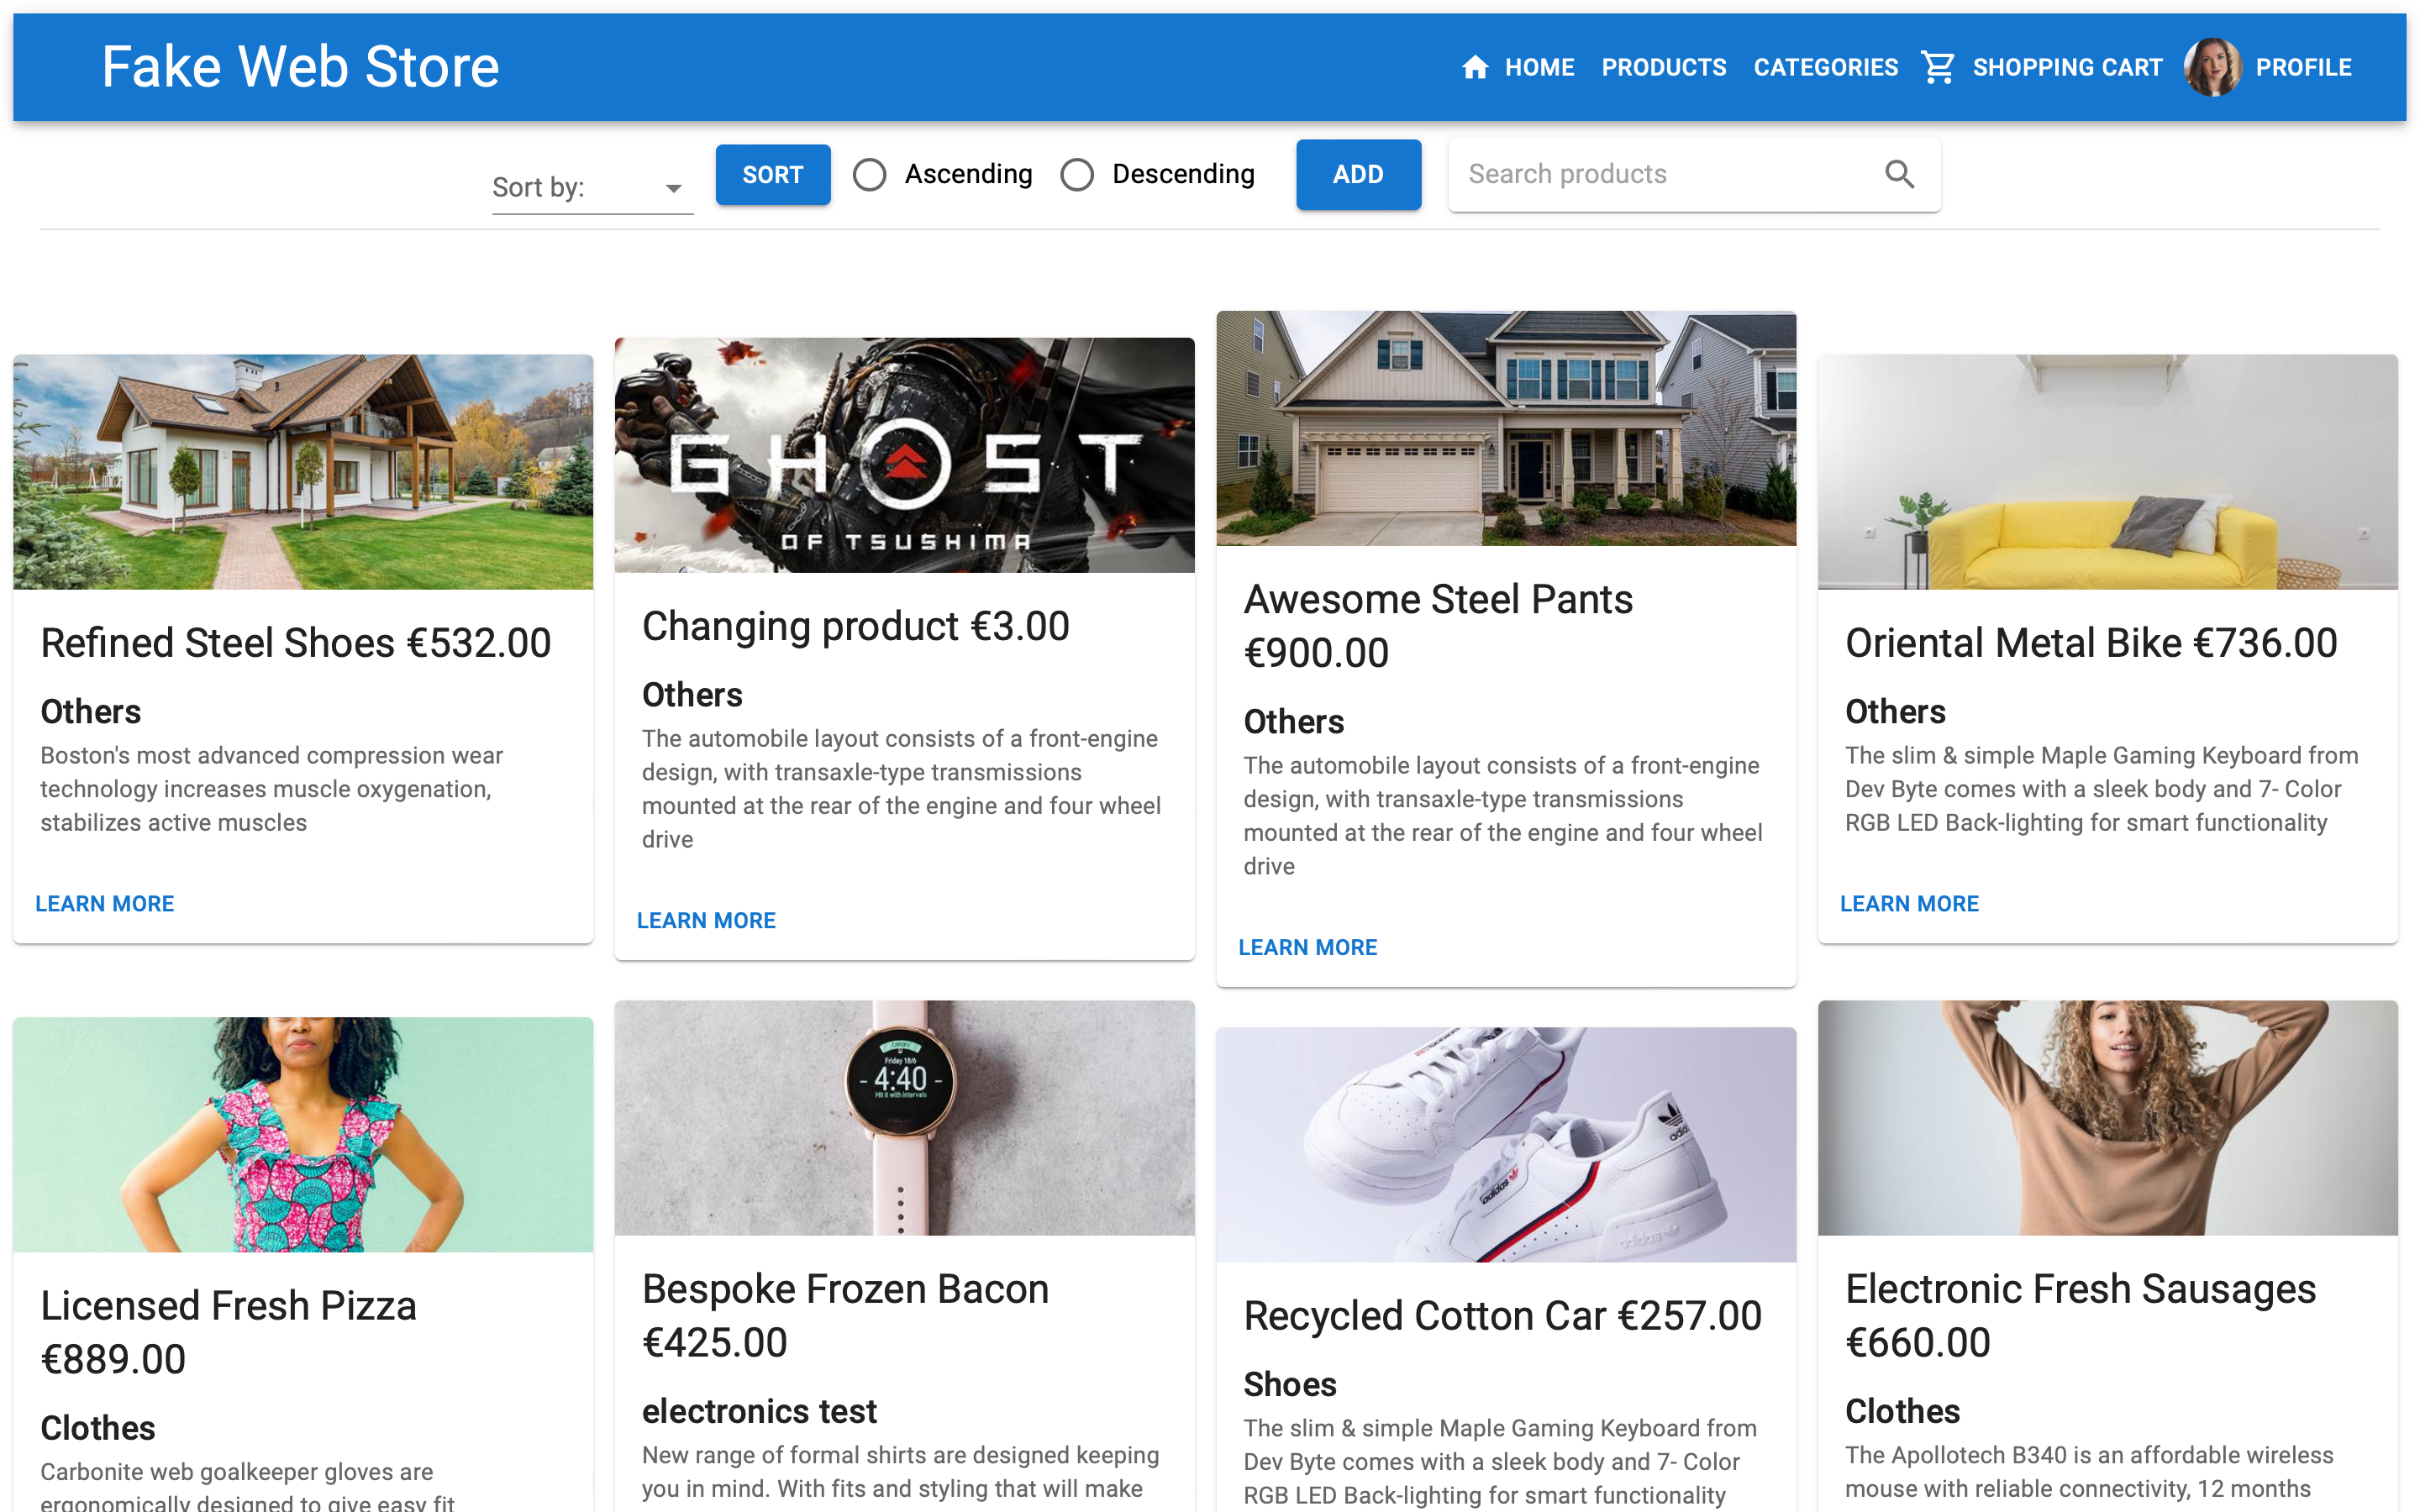 Fake Web Store
HOME PRODUCTS CATEGORIES SHOPPING CART PROFILE
Sort by:
SORT
Ascending
Descending
ADD
Search products
GHOST
OF TSUSHIMA
Refined Steel Shoes €532.00
Others
Boston's most advanced compression wear
technology increases muscle oxygenation,
stabilizes active muscles
LEARN MORE
Changing product €3.00
Others
The automobile layout consists of a front-engine
design, with transaxle-type transmissions
mounted at the rear of the engine and four wheel
drive
LEARN MORE
Awesome Steel Pants
€900.00
Others
The automobile layout consists of a front-engine
design, with transaxle-type transmissions
mounted at the rear of the engine and four wheel
drive
LEARN MORE
Oriental Metal Bike €736.00
Others
The slim & simple Maple Gaming Keyboard from
Dev Byte comes with a sleek body and 7- Color
RGB LED Back-lighting for smart functionality
LEARN MORE
Licensed Fresh Pizza
€889.00
Clothes
Carbonite web goalkeeper gloves are
ergonomically designed to give easy fit
Friday 18/6
4:40
Hit it with intervals
Bespoke Frozen Bacon
€425.00
electronics test
New range of formal shirts are designed keeping
you in mind. With fits and styling that will make
adidas
adidas
Recycled Cotton Car €257.00
Shoes
The slim & simple Maple Gaming Keyboard from
Dev Byte comes with a sleek body and 7- Color
RGB LED Back-lighting for smart functionality
Electronic Fresh Sausages
€660.00
Clothes
The Apollotech B340 is an affordable wireless
mouse with reliable connectivity, 12 months